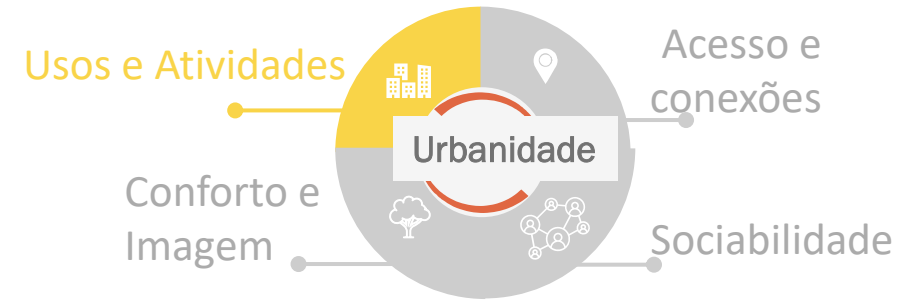 Usos e Atividades
Acesso e
conexões
Urbanidade
Conforto e
Imagem
Sociabilidade